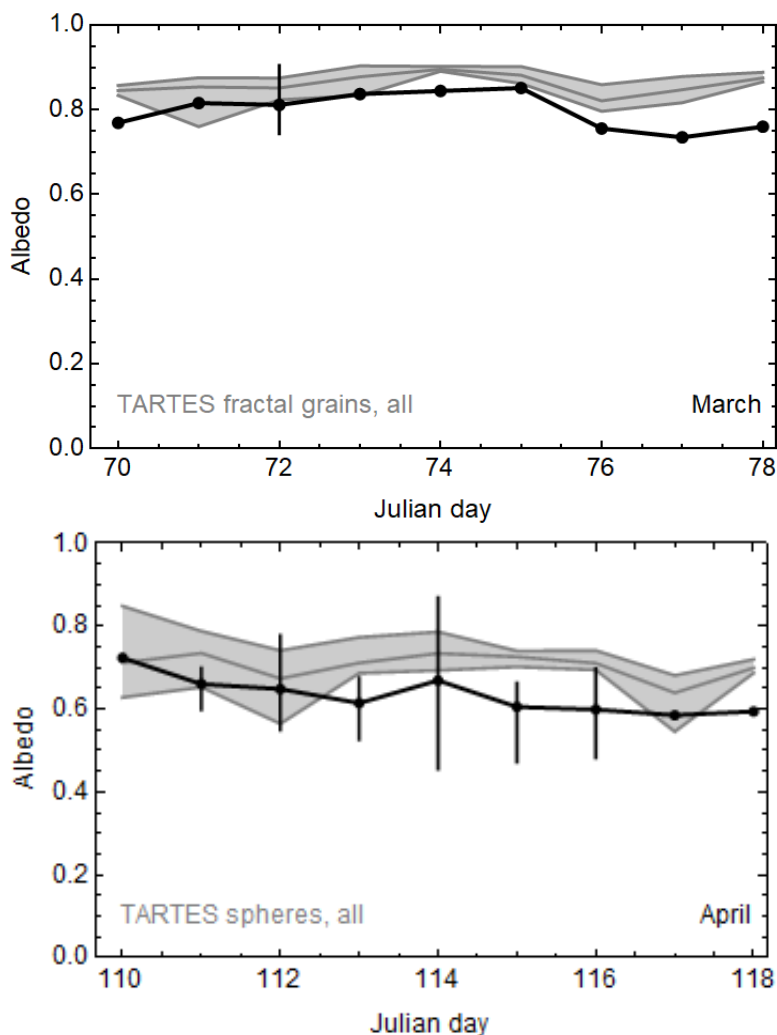 1.0
0.8
0.6
0.4
0.2
0.0
Albedo
TARTES fractal grains, all March
70 72 74 76 78
Julian day
1.0
0.8
0.6
0.4
0.2
0.0
Albedo
TARTES spheres, all April
110 112 114 116 118
Julian day